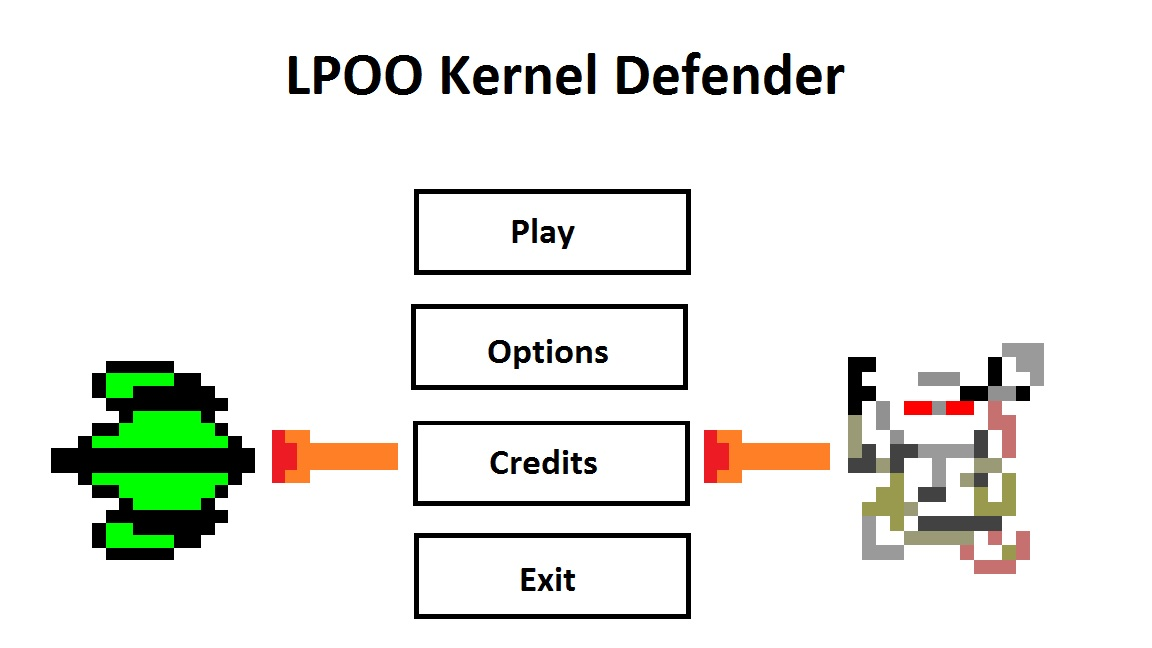 LPOO Kernel Defender
Play
Options
Credits
Exit